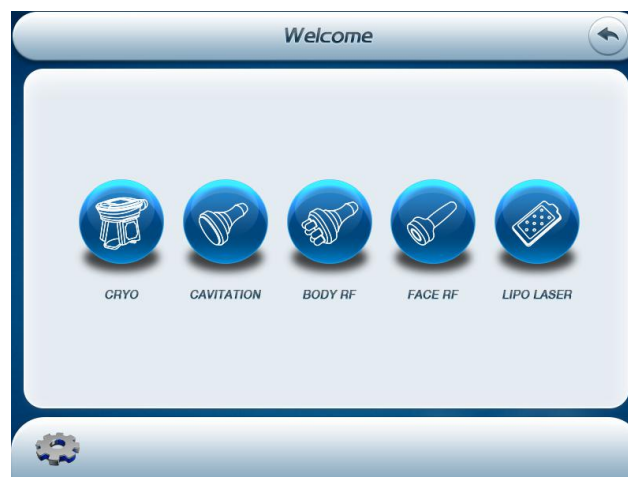 Welcome
CRYO
CAVITATION
BODY RF
FACE RF
LIPO LASER